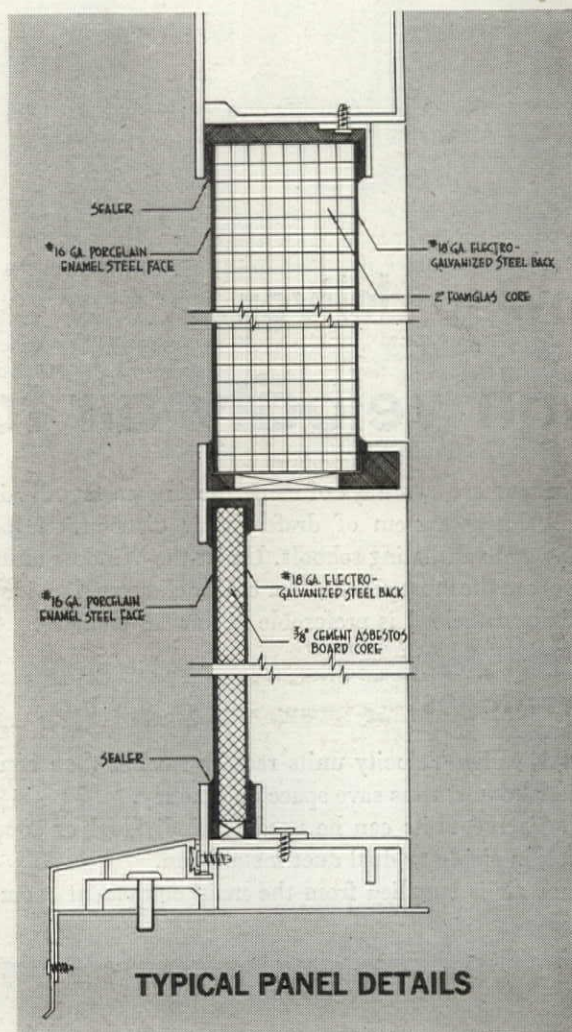 SEALER
#16 GA. PORCELAIN
ENAMEL STEEL FACE
#18 GA. ELECTRO-
GALVANIZED STEEL BACK
2" FOAMGLAS CORE
#16 GA. PORCELAIN
ENAMEL STEEL FACE
#18 GA. ELECTRO-
GALVANIZED STEEL BACK
3/8" CEMENT ASBESTOS
BOARD CORE
SEALER
TYPICAL PANEL DETAILS